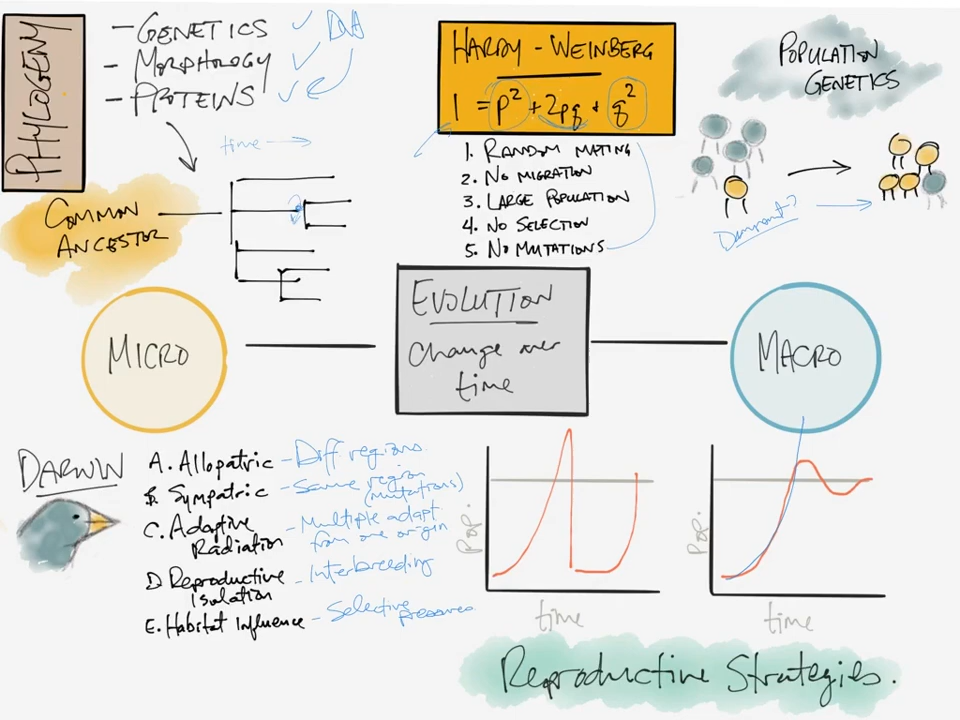 PHYLOGENY
- GENETICS ✓ DNA
- MORPHOLOGY ✓
- PROTEINS ✓
time →
COMMON
ANCESTOR
HARDY - WEINBERG
1 = p² + 2pq + q²
1. RANDOM MATING
2. NO MIGRATION
3. LARGE POPULATION
4. NO SELECTION
5. NO MUTATIONS
POPULATION
GENETICS
Dominant?
MICRO
EVOLUTION
Change over
time
MACRO
DARWIN
A. Allopatric - Diff regions
B. Sympatric - Same region
(mutations)
C. Adaptive
Radiation - Multiple adapt
from one origin
D Reproductive
Isolation - Interbreeding
E. Habitat Influence - Selective
pressures
Pop.
time
Pop.
time
Reproductive Strategies.